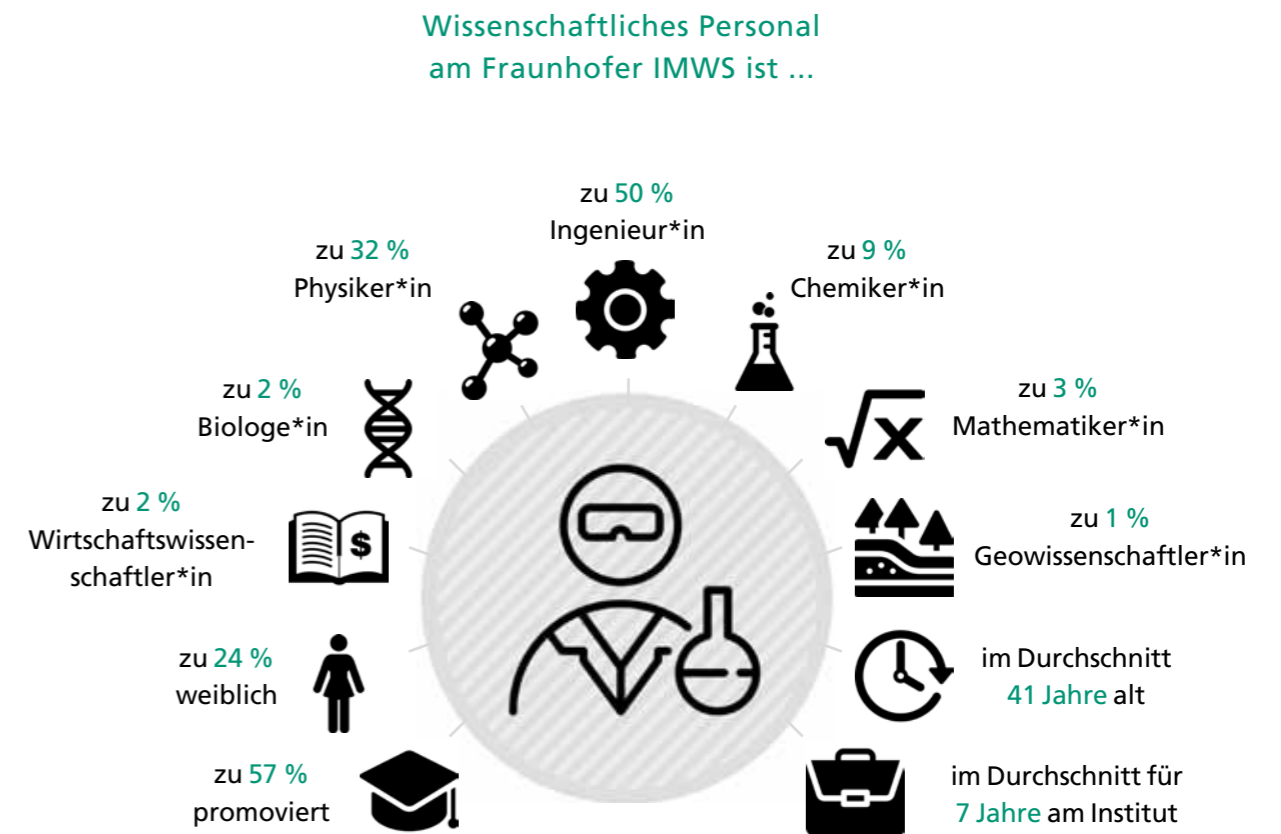 Wissenschaftliches Personal
am Fraunhofer IMWS ist ...
zu 50 %
Ingenieur*in
zu 32 %
Physiker*in
zu 9 %
Chemiker*in
zu 2 %
Biologe*in
zu 3 %
Mathematiker*in
zu 2 %
Wirtschaftswissen-
schaftler*in
$
zu 1 %
Geowissenschaftler*in
zu 24 %
weiblich
im Durchschnitt
41 Jahre alt
zu 57 %
promoviert
im Durchschnitt für
7 Jahre am Institut